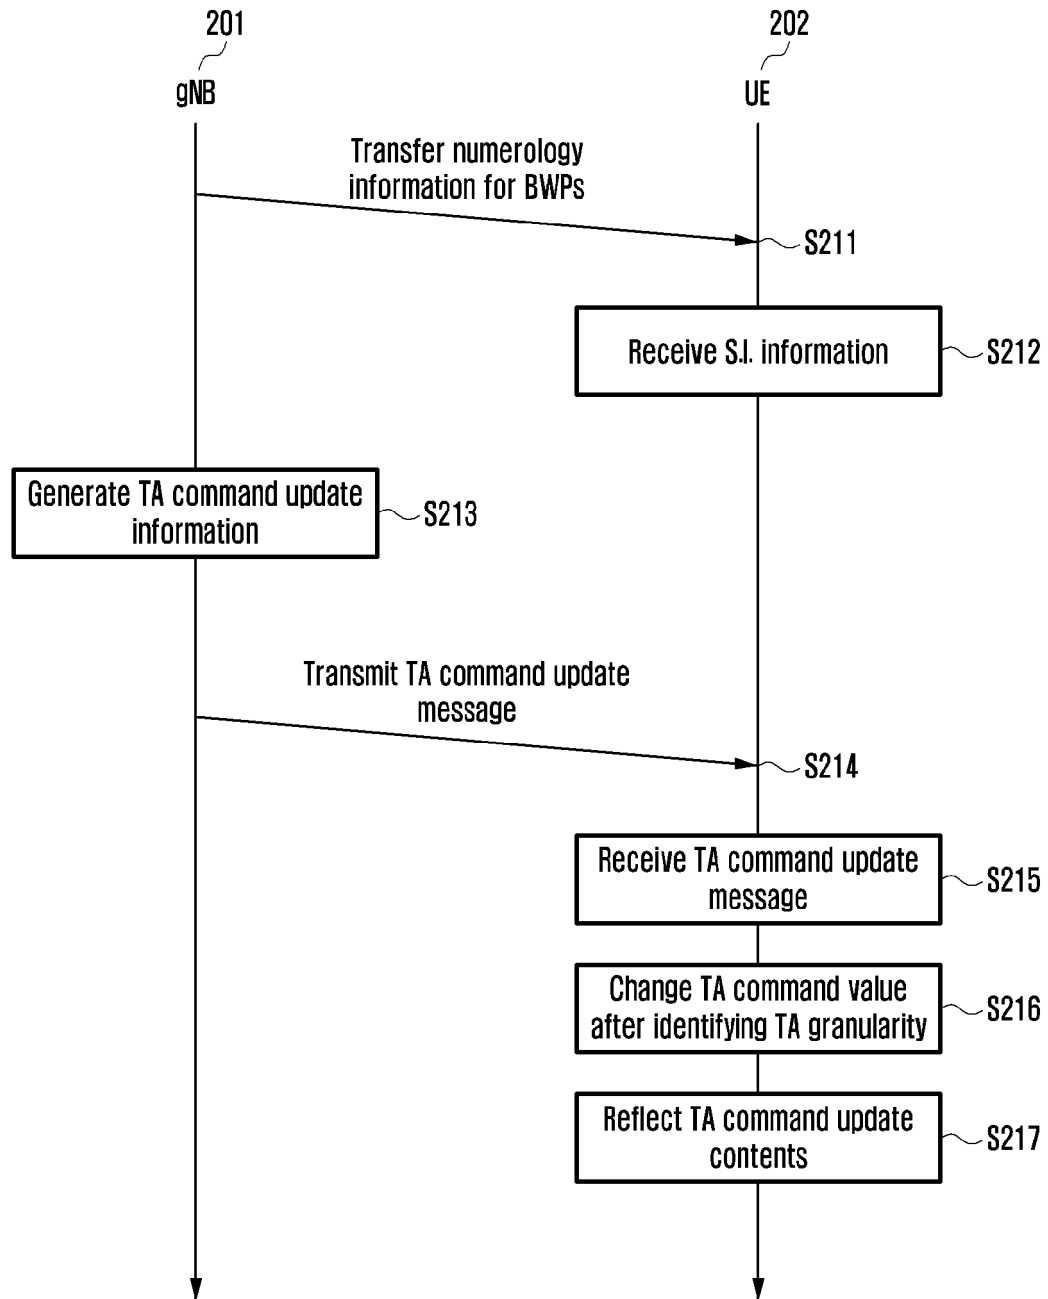 201
202
gNB
UE
Transfer numerology
information for BWPs
S211
Receive S.I. information
S212
Generate TA command update
information
S213
Transmit TA command update
message
S214
Receive TA command update
message
S215
Change TA command value
after identifying TA granularity
S216
Reflect TA command update
contents
S217